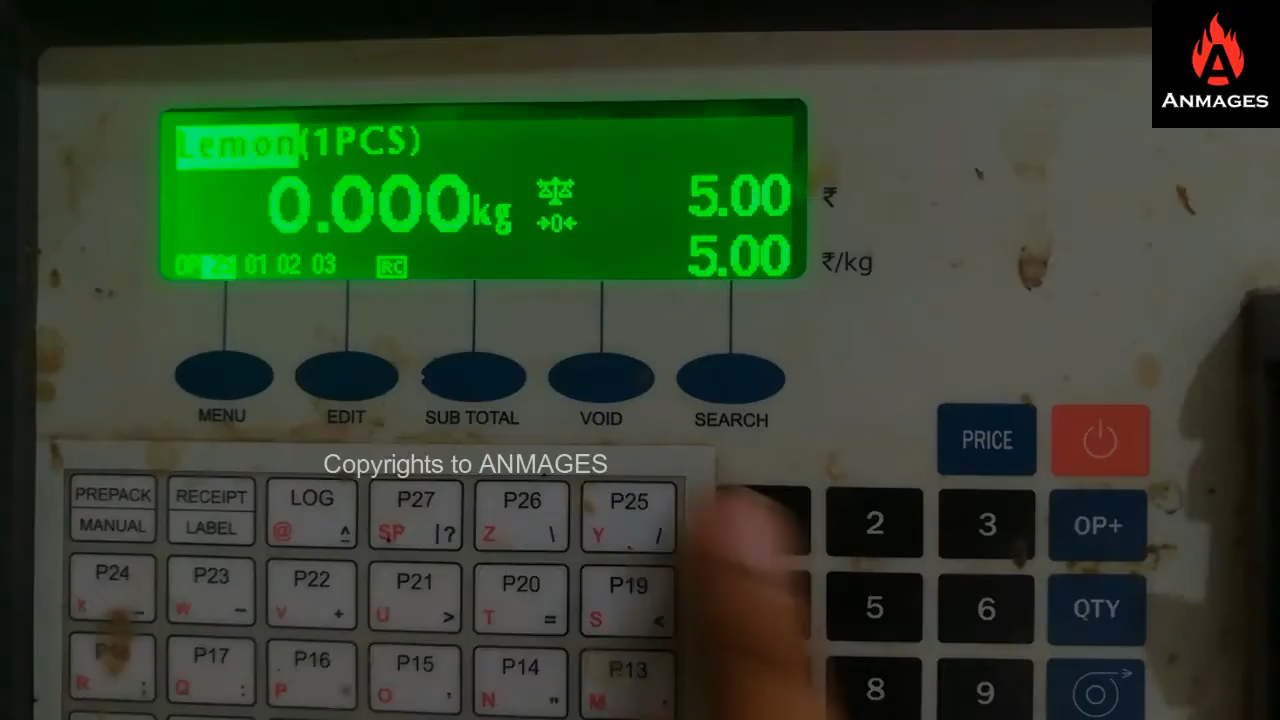 ANMAGES
Lemon(1PCS)
0.000kg
→0←
5.00 ₹
5.00 ₹/kg
01 02 03
RC
MENU EDIT SUB TOTAL VOID SEARCH
PRICE
Copyrights to ANMAGES
PREPACK MANUAL
RECEIPT LABEL
LOG @ ^
P27 SP |?
P26 Z \
P25 Y /
2 3 OP+
P24 _
P23 W -
P22 V +
P21 U >
P20 T =
P19 S <
5 6 QTY
R ;
P17 Q :
P16 P
P15 O '
P14 N "
P13 M
8 9